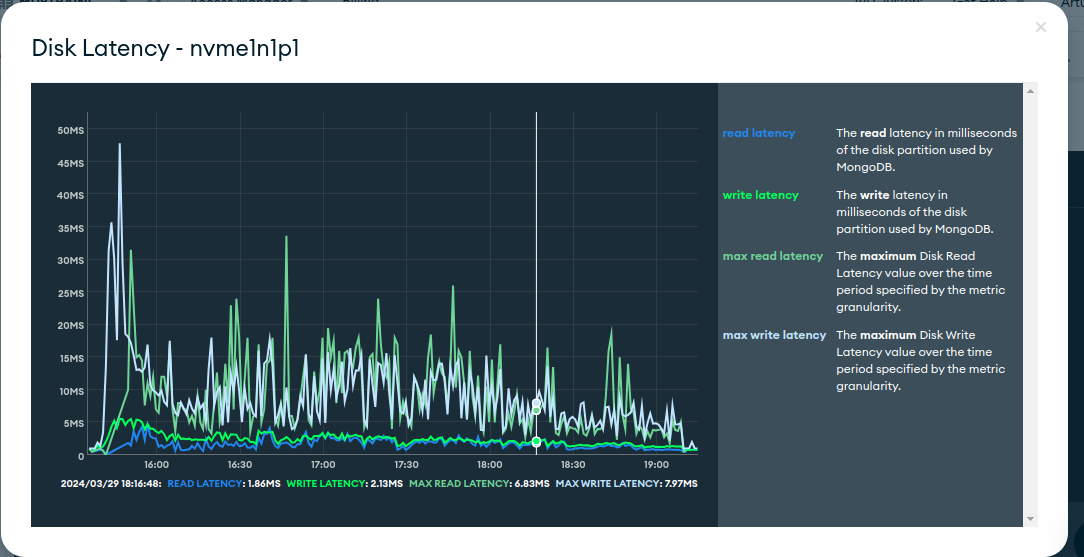 Disk Latency - nvme1n1p1
×
50MS
45MS
40MS
35MS
30MS
25MS
20MS
15MS
10MS
5MS
0
16:00 16:30 17:00 17:30 18:00 18:30 19:00
2024/03/29 18:16:48: READ LATENCY: 1.86MS WRITE LATENCY: 2.13MS MAX READ LATENCY: 6.83MS MAX WRITE LATENCY: 7.97MS
read latency The read latency in milliseconds
of the disk partition used by
MongoDB.
write latency The write latency in
milliseconds of the disk
partition used by MongoDB.
max read latency The maximum Disk Read
Latency value over the time
period specified by the metric
granularity.
max write latency The maximum Disk Write
Latency value over the time
period specified by the metric
granularity.